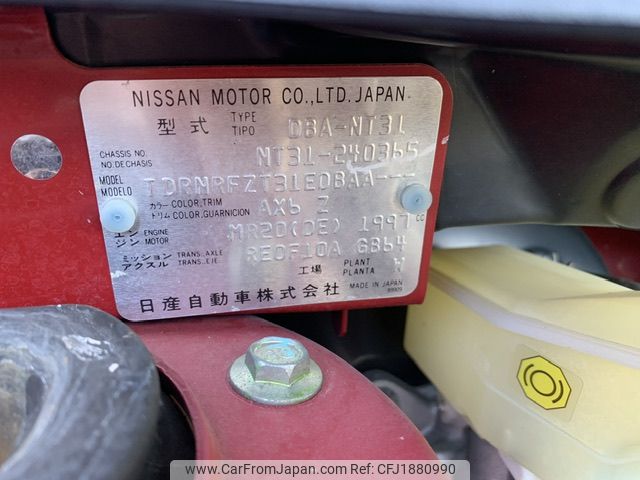 NISSAN MOTOR CO.,LTD. JAPAN
型式 TYPE TIPO DBA-NT31
CHASSIS NO. NO. DE CHASIS NT31-240365
MODEL MODELO TDRNRFZT31EDBAA---
カラー COLOR,TRIM トリム COLOR,GUARNICION AX6 Z
エンジン ENGINE MOTOR MR20(DE) 1997 CC
ミッション アクスル TRANS.,AXLE TRANS.,EJE RE0F10A GB64
工場 PLANT PLANTA W
日産自動車株式会社 MADE IN JAPAN
www.CarFromJapan.com - www.CarFromJapan.com - CFJ1880990